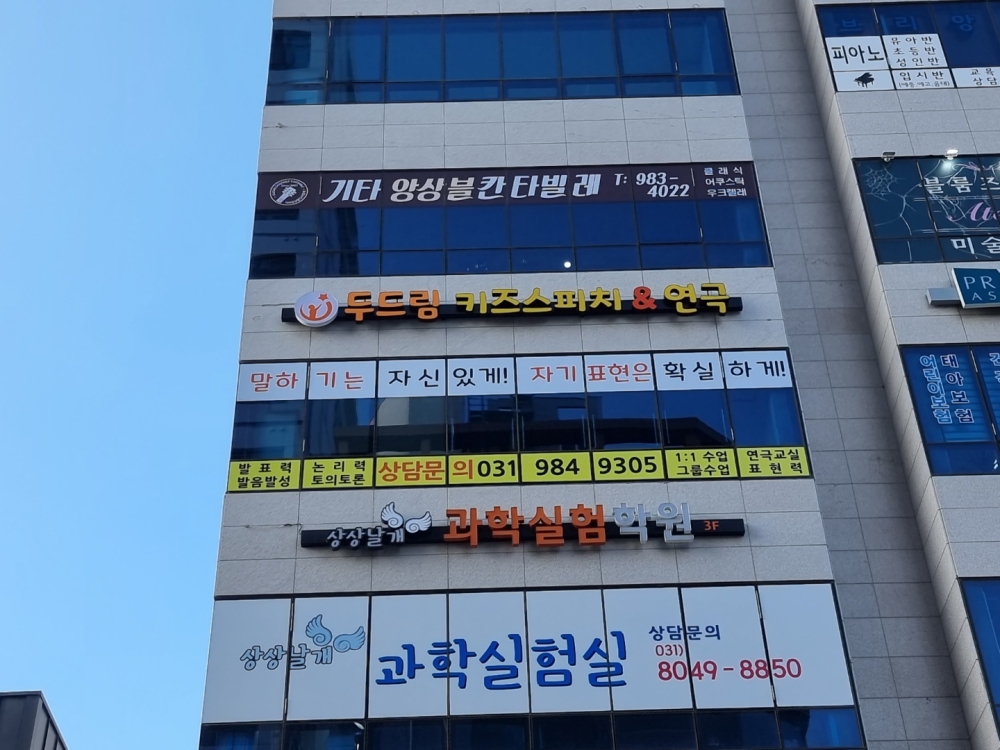 기타 앙상블칸타빌레 T: 983-4022
클래식
어쿠스틱
우크렐레
두드림 키즈스피치&연극
말하기는 자신있게! 자기표현은 확실하게!
발표력
발음발성
논리력
토의토론
상담문의 031 984 9305
1:1 수업
그룹수업
연극교실
표현력
상상날개 과학실험학원 3F
상상날개 과학실험실
상담문의
031)
8049-8850
피아노
유아반
초등반
성인반
입시반
교육
상담
블룸
미술
PR
AS
어린이보험
태아보험